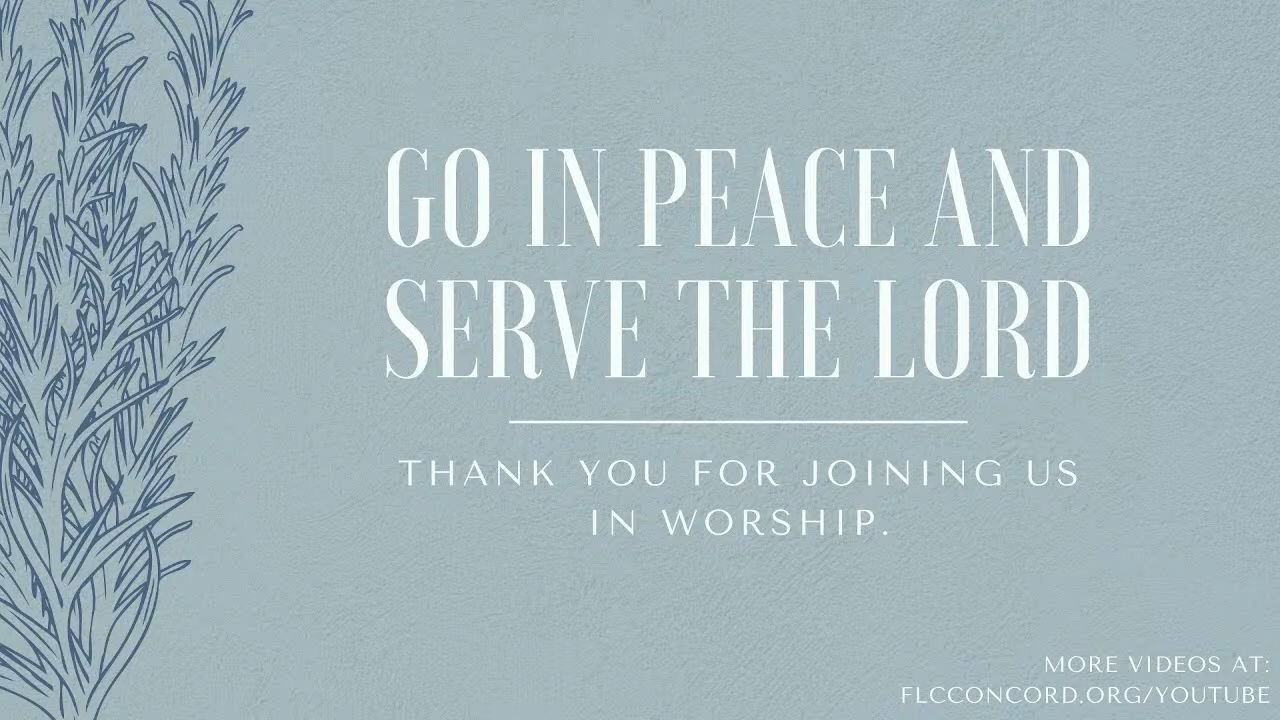 GO IN PEACE AND
SERVE THE LORD
THANK YOU FOR JOINING US
IN WORSHIP.
MORE VIDEOS AT:
FLCCONCORD.ORG/YOUTUBE